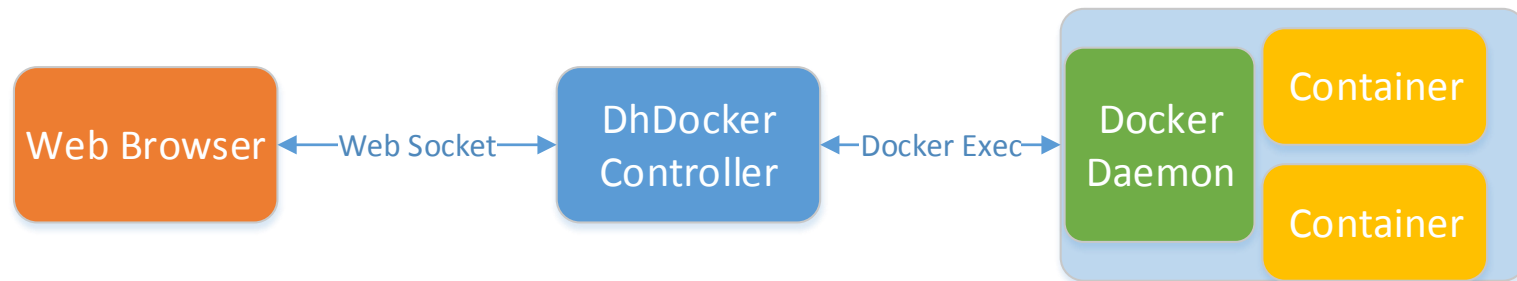 Web Browser
Web Socket
DhDocker
Controller
Docker Exec
Docker
Daemon
Container
Container